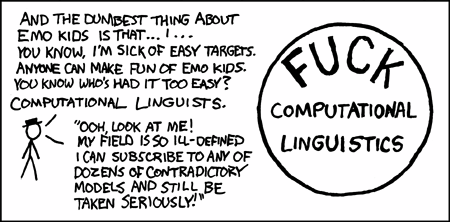 AND THE DUMBEST THING ABOUT
EMO KIDS IS THAT... I...
YOU KNOW, I'M SICK OF EASY TARGETS.
ANYONE CAN MAKE FUN OF EMO KIDS.
YOU KNOW WHO'S HAD IT TOO EASY?
COMPUTATIONAL LINGUISTS.
"OOH, LOOK AT ME!
MY FIELD IS SO ILL-DEFINED
I CAN SUBSCRIBE TO ANY OF
DOZENS OF CONTRADICTORY
MODELS AND STILL BE
TAKEN SERIOUSLY!"
FUCK
COMPUTATIONAL
LINGUISTICS